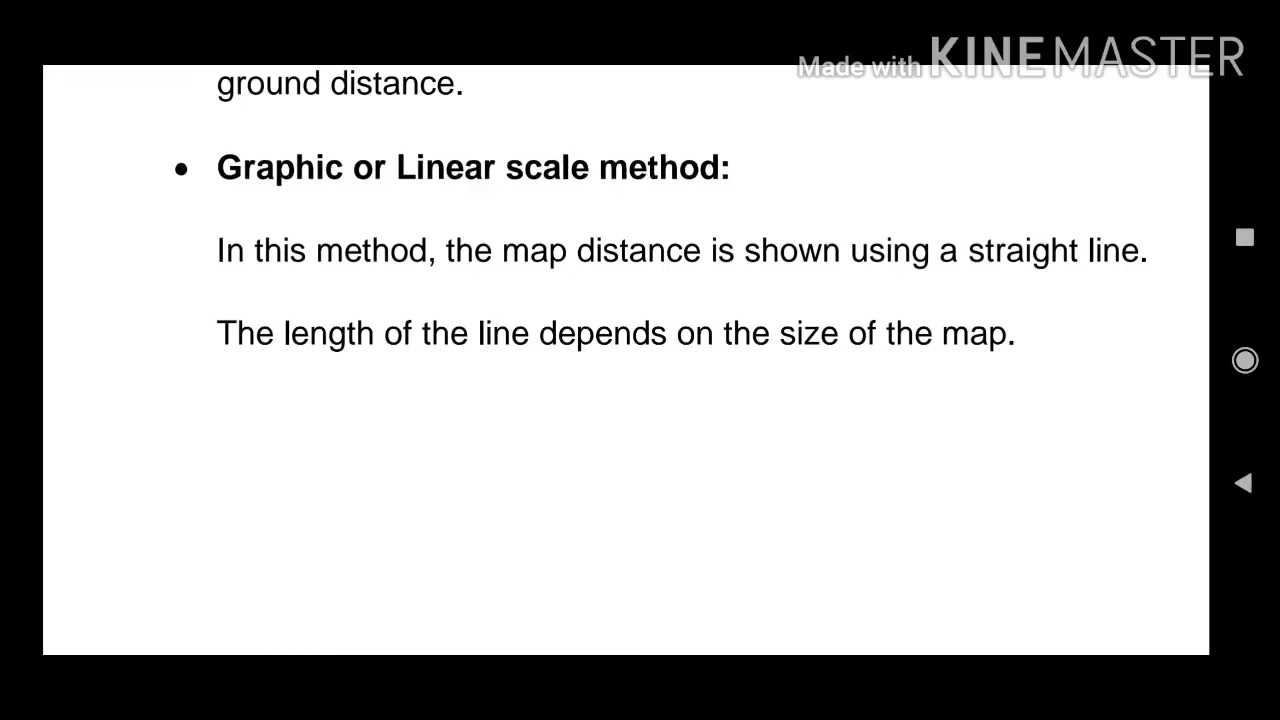 Made with KINEMASTER
ground distance.
• Graphic or Linear scale method:
In this method, the map distance is shown using a straight line.
The length of the line depends on the size of the map.